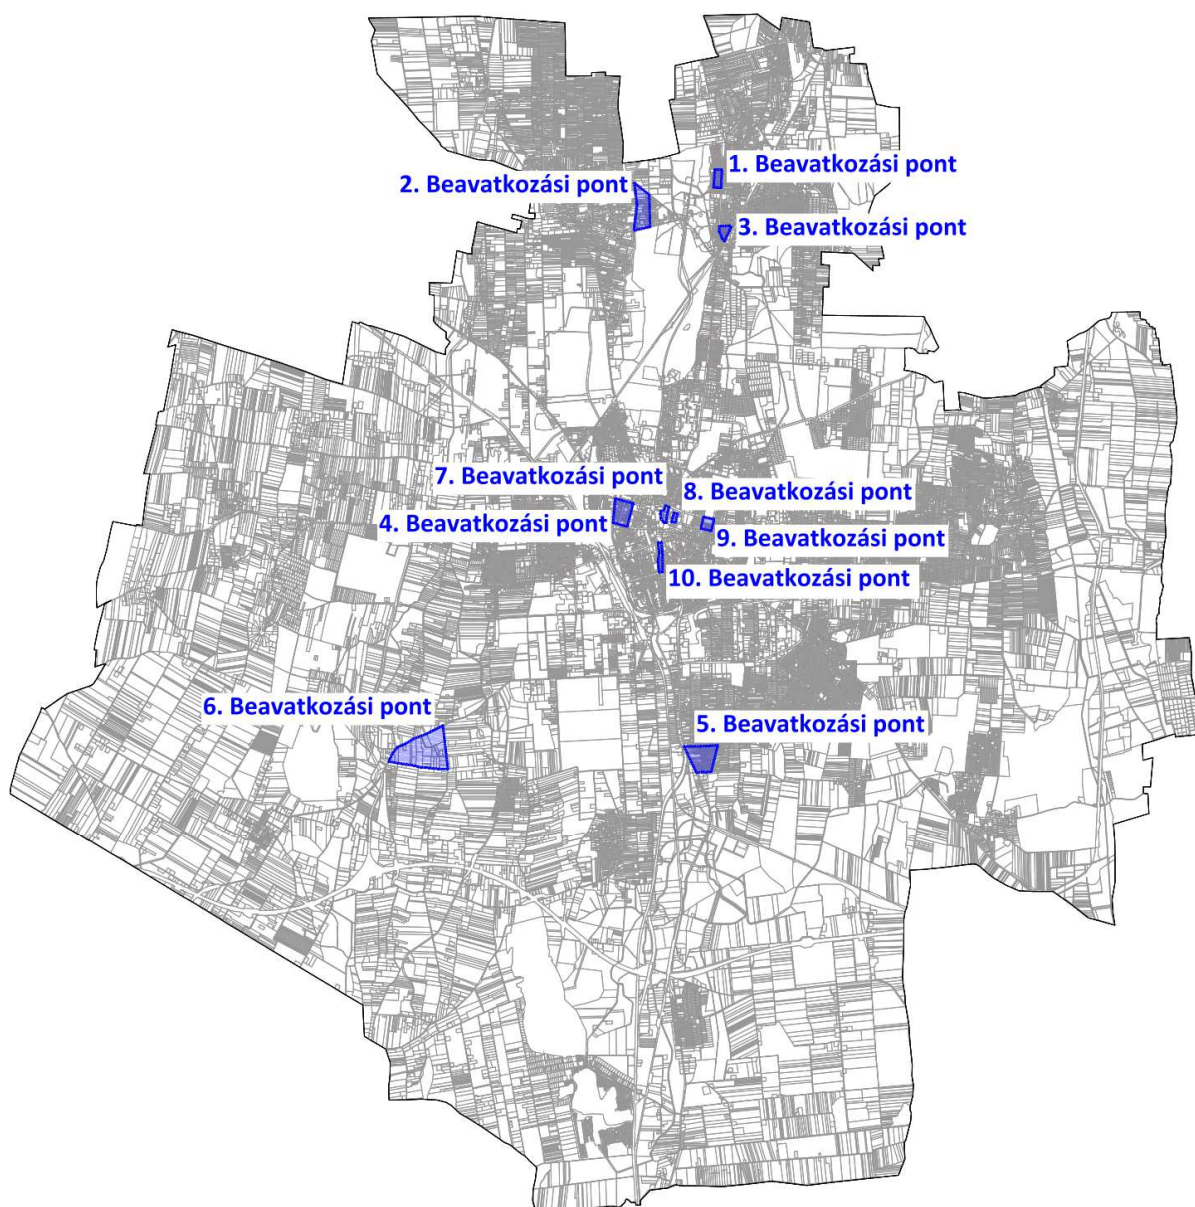 1. Beavatkozási pont
2. Beavatkozási pont
3. Beavatkozási pont
7. Beavatkozási pont
8. Beavatkozási pont
4. Beavatkozási pont
9. Beavatkozási pont
10. Beavatkozási pont
6. Beavatkozási pont
5. Beavatkozási pont